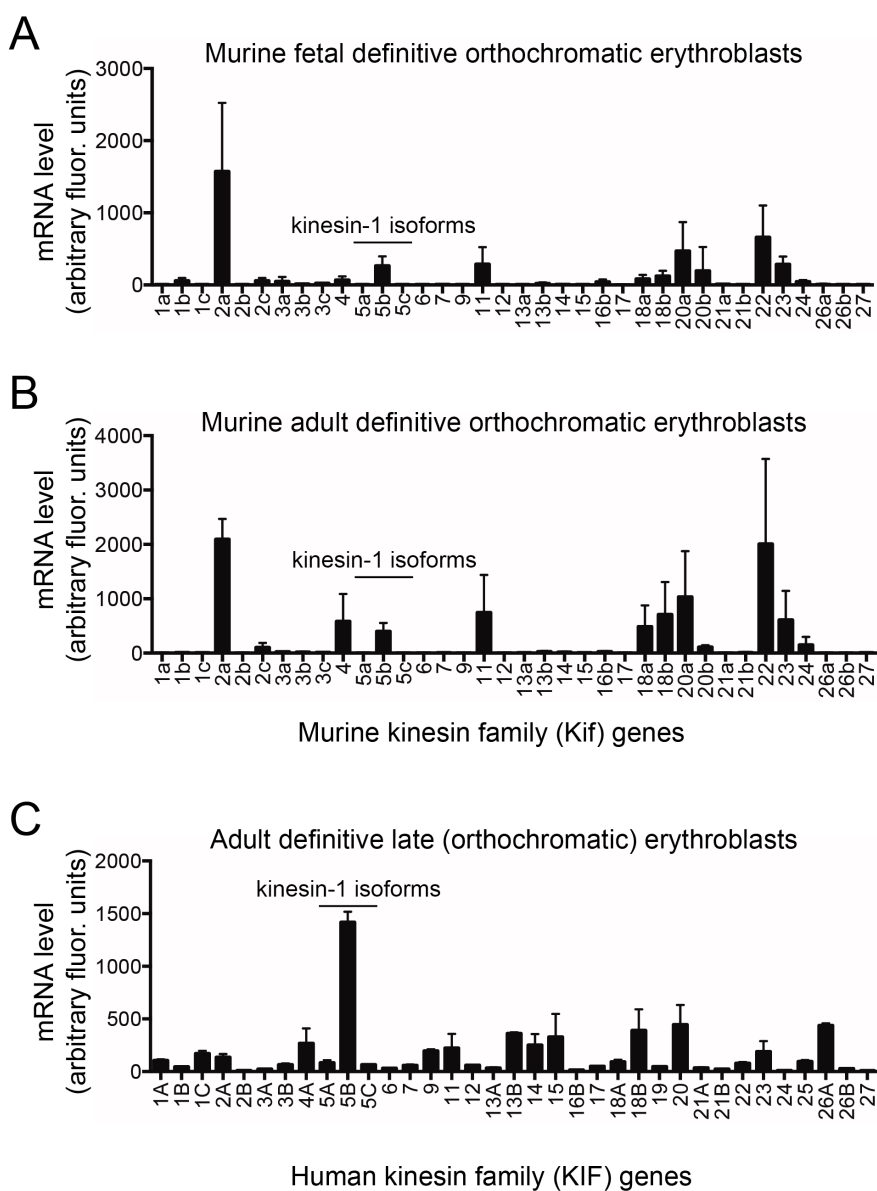 A
Murine fetal definitive orthochromatic erythroblasts
mRNA level
(arbitrary fluor. units)
3000
2000
1000
0
kinesin-1 isoforms
1a 1b 1c 2a 2b 2c 3a 3b 3c 4 5a 5b 5c 6 7 9 11 12 13a 13b 14 15 16b 17 18a 18b 20a 20b 21a 21b 22 23 24 26a 26b 27
B
Murine adult definitive orthochromatic erythroblasts
mRNA level
(arbitrary fluor. units)
4000
3000
2000
1000
0
kinesin-1 isoforms
1a 1b 1c 2a 2b 2c 3a 3b 3c 4 5a 5b 5c 6 7 9 11 12 13a 13b 14 15 16b 17 18a 18b 20a 20b 21a 21b 22 23 24 26a 26b 27
Murine kinesin family (Kif) genes
C
Adult definitive late (orthochromatic) erythroblasts
mRNA level
(arbitrary fluor. units)
2000
1500
1000
500
0
kinesin-1 isoforms
1A 1B 1C 2A 2B 3A 3B 4A 5A 5B 5C 6 7 9 11 12 13A 13B 14 15 16B 17 18A 18B 19 20 21A 21B 22 23 24 25 26A 26B 27
Human kinesin family (KIF) genes